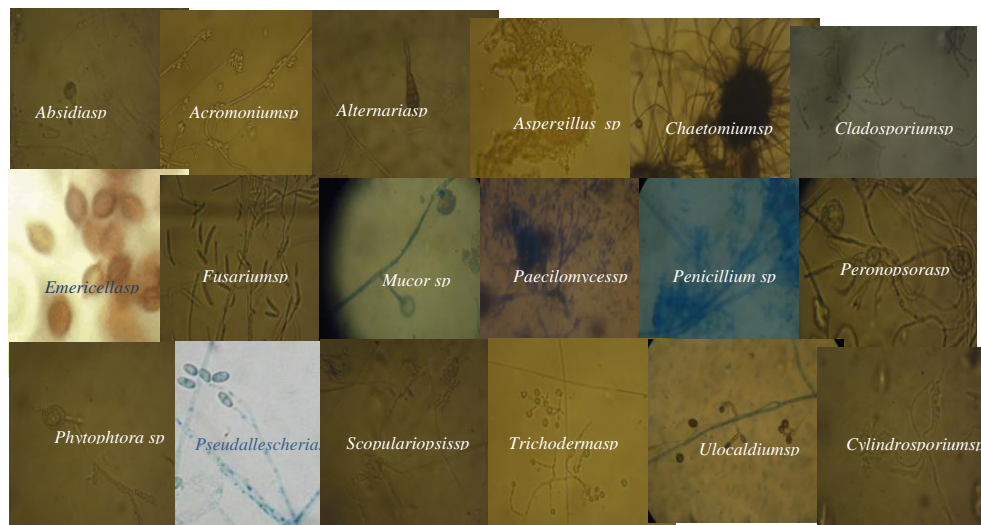 Absidiasp
Acromoniumsp
Alternariasp
Aspergillus sp
Chaetomiumsp
Cladosporiumsp
Emericellasp
Fusariumsp
Mucor sp
Paecilomycessp
Penicillium sp
Peronopsorasp
Phytophtora sp
Pseudallescherias
Scopulariopsissp
Trichodermasp
Ulocaldiumsp
Cylindrosporiumsp